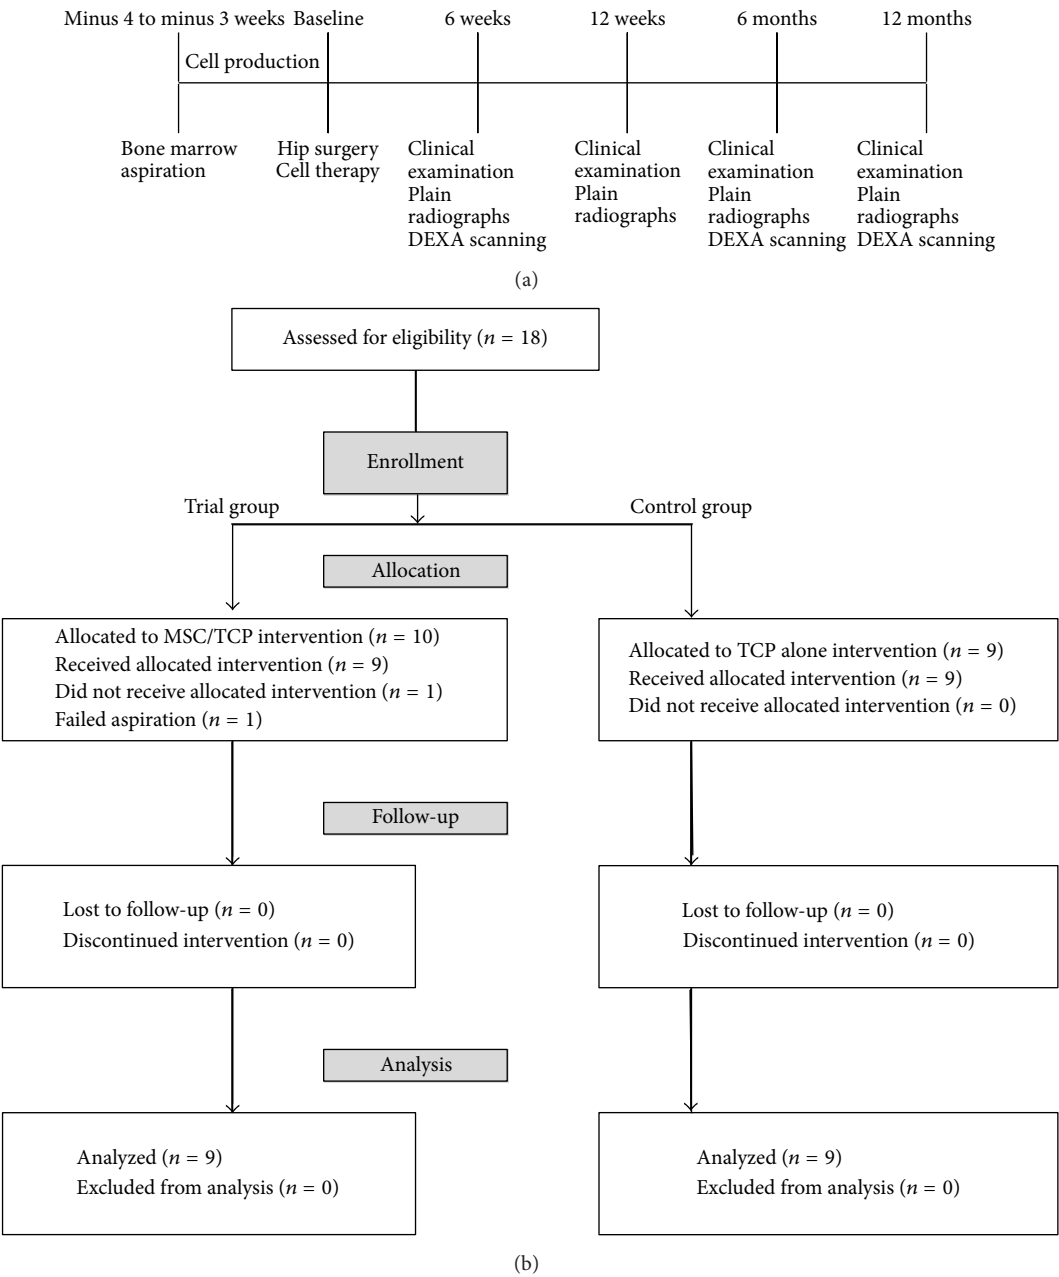 Minus 4 to minus 3 weeks Baseline 6 weeks 12 weeks 6 months 12 months
Cell production
Bone marrow
aspiration
Hip surgery
Cell therapy
Clinical
examination
Plain
radiographs
DEXA scanning
Clinical
examination
Plain
radiographs
Clinical
examination
Plain
radiographs
DEXA scanning
Clinical
examination
Plain
radiographs
DEXA scanning
(a)
Assessed for eligibility (n = 18)
Enrollment
Trial group
Control group
Allocation
Allocated to MSC/TCP intervention (n = 10)
Received allocated intervention (n = 9)
Did not receive allocated intervention (n = 1)
Failed aspiration (n = 1)
Allocated to TCP alone intervention (n = 9)
Received allocated intervention (n = 9)
Did not receive allocated intervention (n = 0)
Follow-up
Lost to follow-up (n = 0)
Discontinued intervention (n = 0)
Lost to follow-up (n = 0)
Discontinued intervention (n = 0)
Analysis
Analyzed (n = 9)
Excluded from analysis (n = 0)
Analyzed (n = 9)
Excluded from analysis (n = 0)
(b)